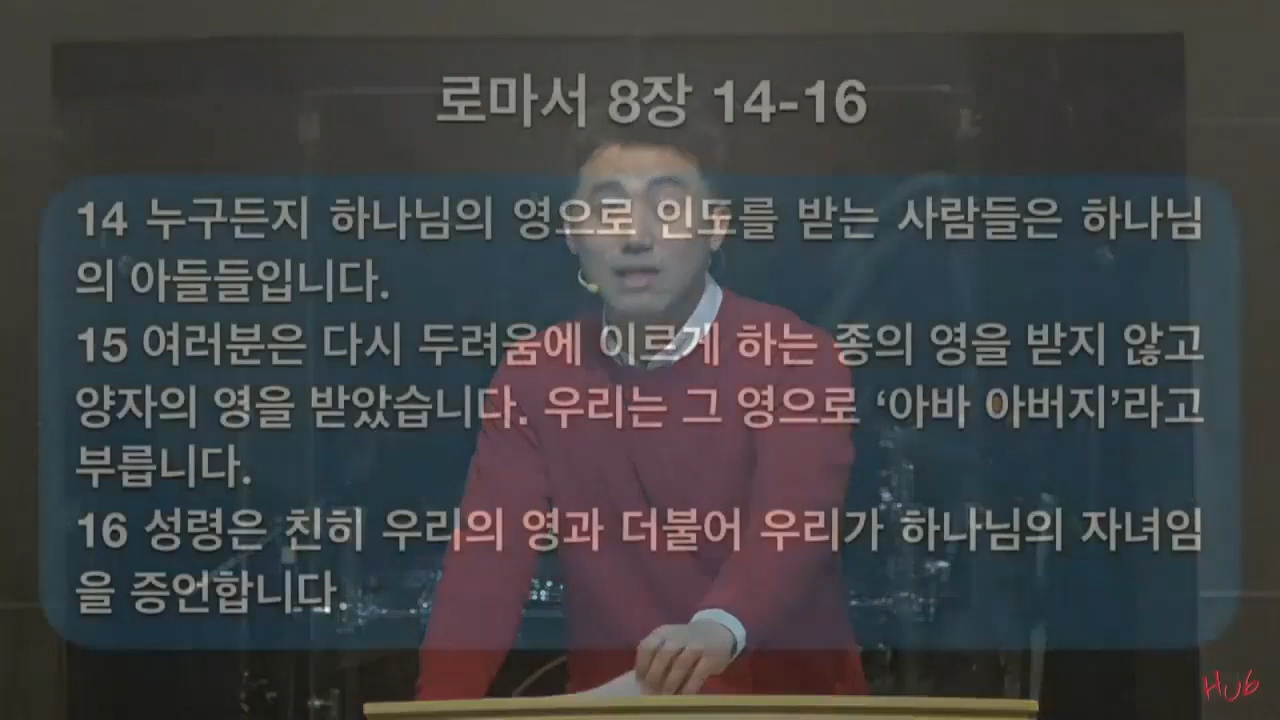 로마서 8장 14-16
14 누구든지 하나님의 영으로 인도를 받는 사람들은 하나님
의 아들들입니다.
15 여러분은 다시 두려움에 이르게 하는 종의 영을 받지 않고
양자의 영을 받았습니다. 우리는 그 영으로 ‘아바 아버지’라고
부릅니다.
16 성령은 친히 우리의 영과 더불어 우리가 하나님의 자녀임
을 증언합니다.
HUB